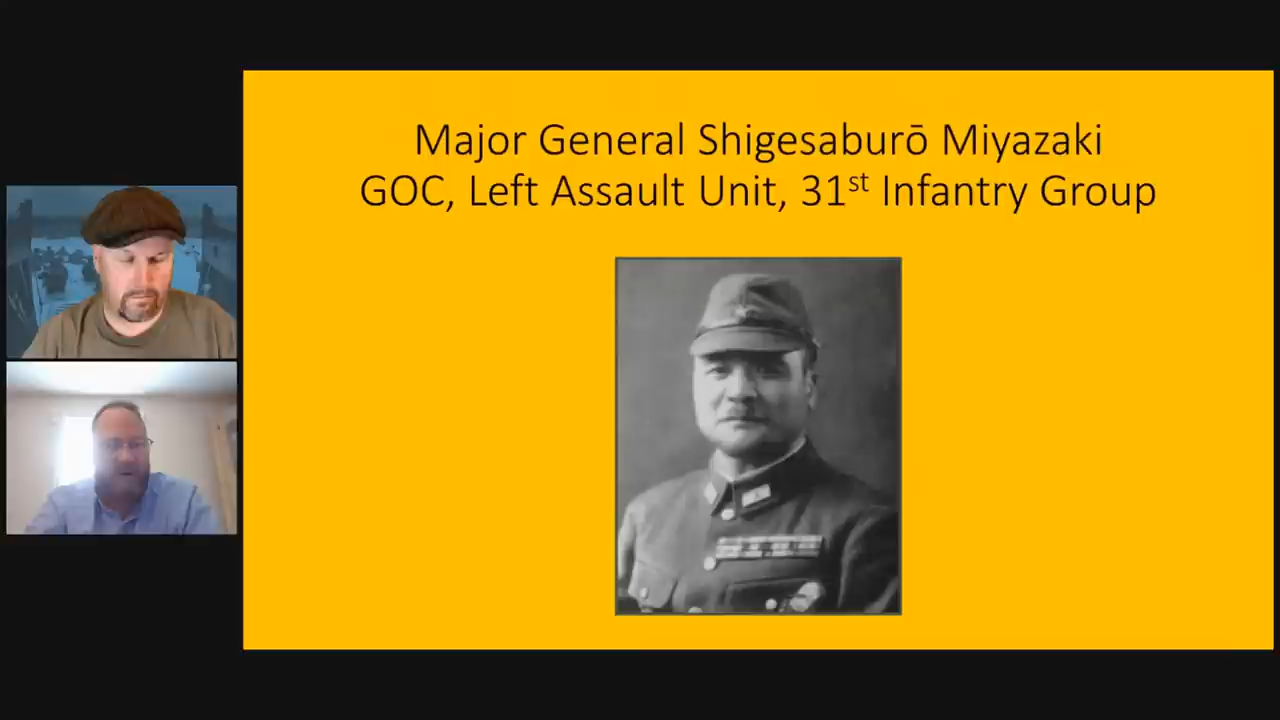 Major General Shigesaburō Miyazaki
GOC, Left Assault Unit, 31st Infantry Group